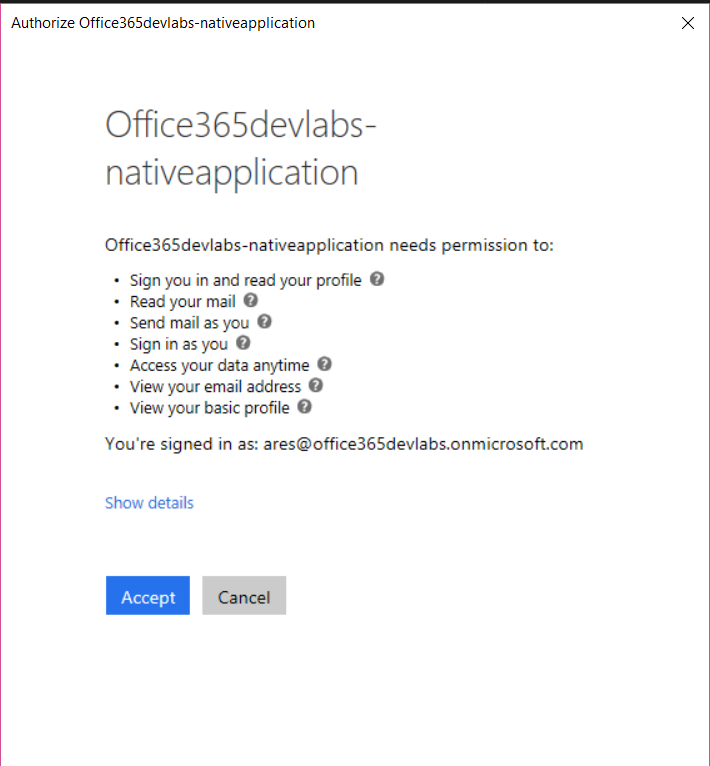 Authorize Office365devlabs-nativeapplication
Office365devlabs-
nativeapplication
Office365devlabs-nativeapplication needs permission to:
• Sign you in and read your profile ?
• Read your mail ?
• Send mail as you ?
• Sign in as you ?
• Access your data anytime ?
• View your email address ?
• View your basic profile ?
You're signed in as: ares@office365devlabs.onmicrosoft.com
Show details
Accept Cancel